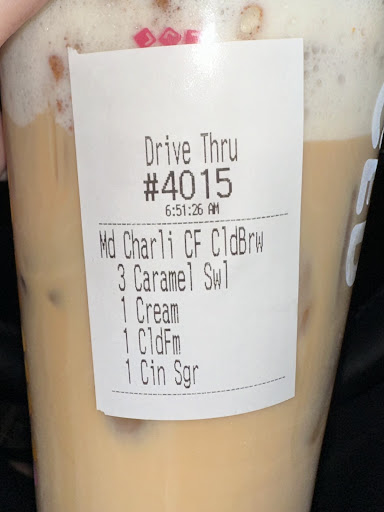 Drive Thru
#4015
6:51:26 AM
Md Charli CF CldBrw
3 Caramel Swl
1 Cream
1 CldFm
1 Cin Sgr